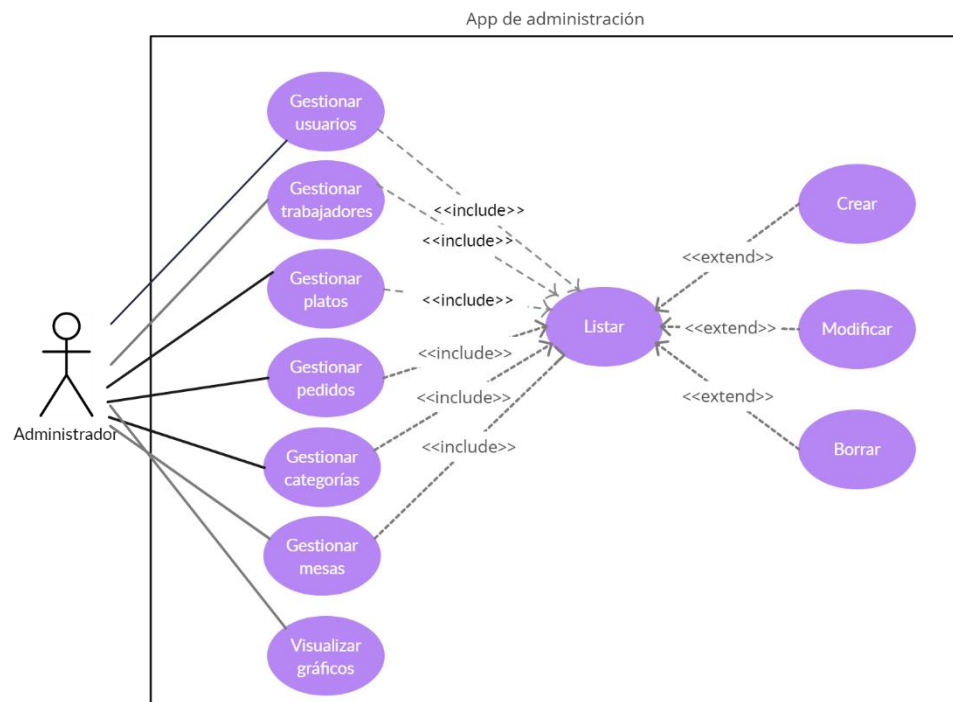 App de administración
Gestionar
usuarios
Gestionar
trabajadores
<<include>>
Crear
<<include>>
<<extend>>
Gestionar
platos
<<include>>
Listar
Modificar
<<extend>>
Gestionar
pedidos
<<include>>
<<include>>
<<extend>>
Administrador
Gestionar
categorías
<<include>>
Borrar
Gestionar
mesas
Visualizar
gráficos